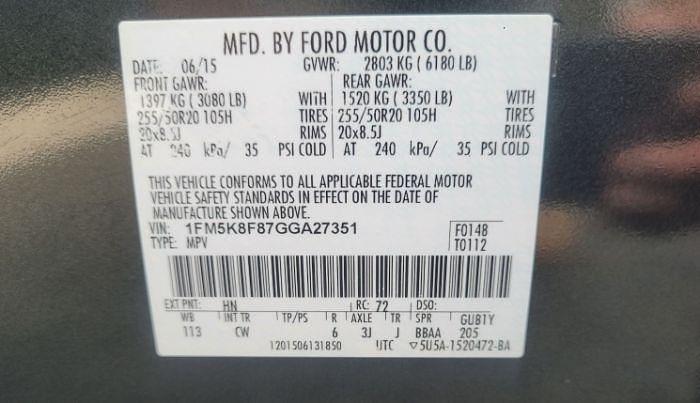 MFD. BY FORD MOTOR CO.
DATE: 06/15 GVWR: 2803 KG ( 6180 LB)
FRONT GAWR: REAR GAWR:
1397 KG ( 3080 LB) WITH 1520 KG ( 3350 LB) WITH
255/50R20 105H TIRES 255/50R20 105H TIRES
20x8.5J RIMS 20x8.5J RIMS
AT 240 kPa/ 35 PSI COLD AT 240 kPa/ 35 PSI COLD
THIS VEHICLE CONFORMS TO ALL APPLICABLE FEDERAL MOTOR
VEHICLE SAFETY STANDARDS IN EFFECT ON THE DATE OF
MANUFACTURE SHOWN ABOVE.
VIN: 1FM5K8F87GGA27351 F0148
TYPE: MPV T0112
EXT PNT: HN RC: 72 DSO:
WB INT TR TP/PS R AXLE TR SPR GUB1Y
113 CW 6 3J J BBAA 205
1201506131850 UTC ▽5U5A-1520472-BA